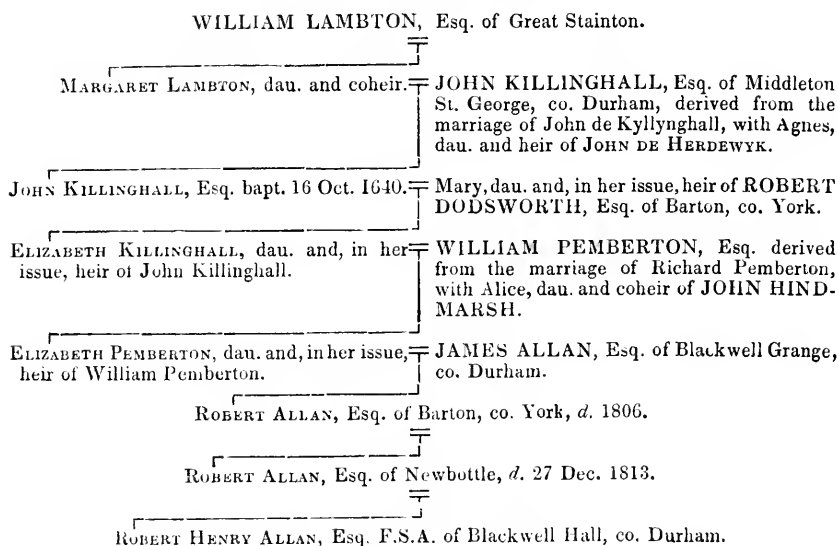 WILLIAM LAMBTON, Esq. of Great Stainton.
MARGARET LAMBTON, dau. and coheir.
JOHN KILLINGHALL, Esq. of Middleton
St. George, co. Durham, derived from the
marriage of John de Kyllynghall, with Agnes,
dau. and heir of JOHN DE HERDEWYK.
JOHN KILLINGHALL, Esq. bapt. 16 Oct. 1640.
Mary, dau. and, in her issue, heir of ROBERT
DODSWORTH, Esq. of Barton, co. York.
ELIZABETH KILLINGHALL, dau. and, in her
issue, heir of John Killinghall.
WILLIAM PEMBERTON, Esq. derived
from the marriage of Richard Pemberton,
with Alice, dau. and coheir of JOHN HIND-
MARSH.
ELIZABETH PEMBERTON, dau. and, in her issue,
heir of William Pemberton.
JAMES ALLAN, Esq. of Blackwell Grange,
co. Durham.
ROBERT ALLAN, Esq. of Barton, co. York, d. 1806.
ROBERT ALLAN, Esq. of Newbottle, d. 27 Dec. 1813.
ROBERT HENRY ALLAN, Esq. F.S.A. of Blackwell Hall, co. Durham.